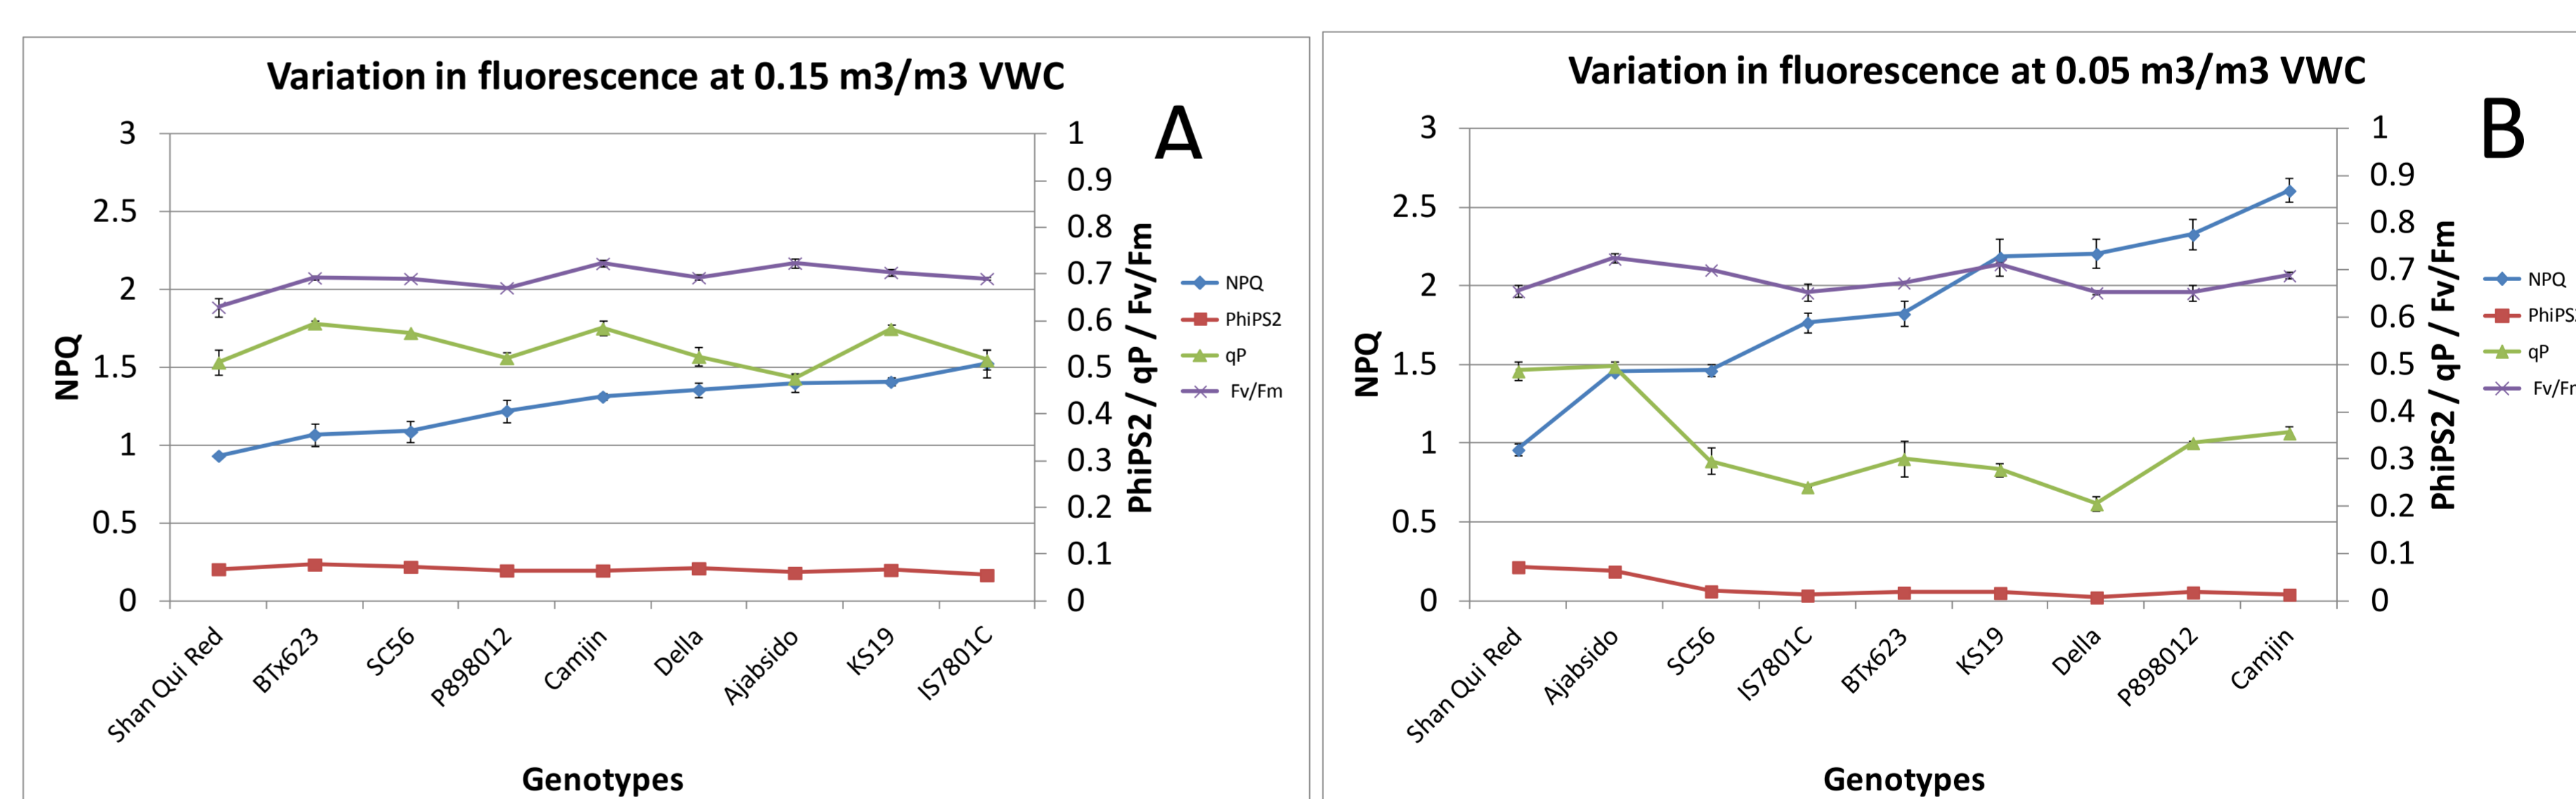 Variation in fluorescence at 0.15 m3/m3 VWC
A
3
2.5
2
1.5
1
0.5
0
NPQ
1
0.9
0.8
0.7
0.6
0.5
0.4
0.3
0.2
0.1
0
PhiPS2 / qP / Fv/Fm
NPQ
PhiPS2
qP
Fv/Fm
Shan Qui Red
BTx623
SC56
P898012
Camjin
Della
Ajabsido
KS19
IS7801C
Genotypes
Variation in fluorescence at 0.05 m3/m3 VWC
B
3
2.5
2
1.5
1
0.5
0
NPQ
1
0.9
0.8
0.7
0.6
0.5
0.4
0.3
0.2
0.1
0
PhiPS2 / qP / Fv/Fm
NPQ
PhiPS
qP
Fv/F
Shan Qui Red
Ajabsido
SC56
IS7801C
BTx623
KS19
Della
P898012
Camjin
Genotypes